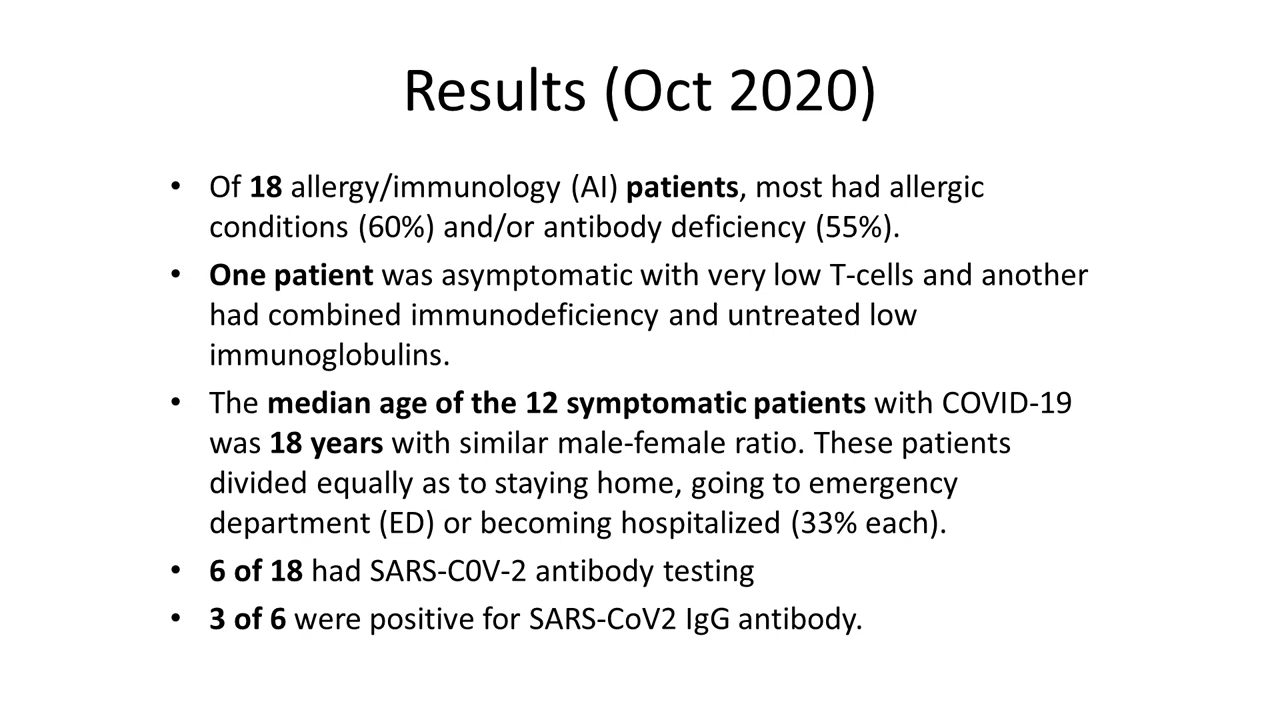 Results (Oct 2020)
• Of 18 allergy/immunology (AI) patients, most had allergic
conditions (60%) and/or antibody deficiency (55%).
• One patient was asymptomatic with very low T-cells and another
had combined immunodeficiency and untreated low
immunoglobulins.
• The median age of the 12 symptomatic patients with COVID-19
was 18 years with similar male-female ratio. These patients
divided equally as to staying home, going to emergency
department (ED) or becoming hospitalized (33% each).
• 6 of 18 had SARS-C0V-2 antibody testing
• 3 of 6 were positive for SARS-CoV2 IgG antibody.